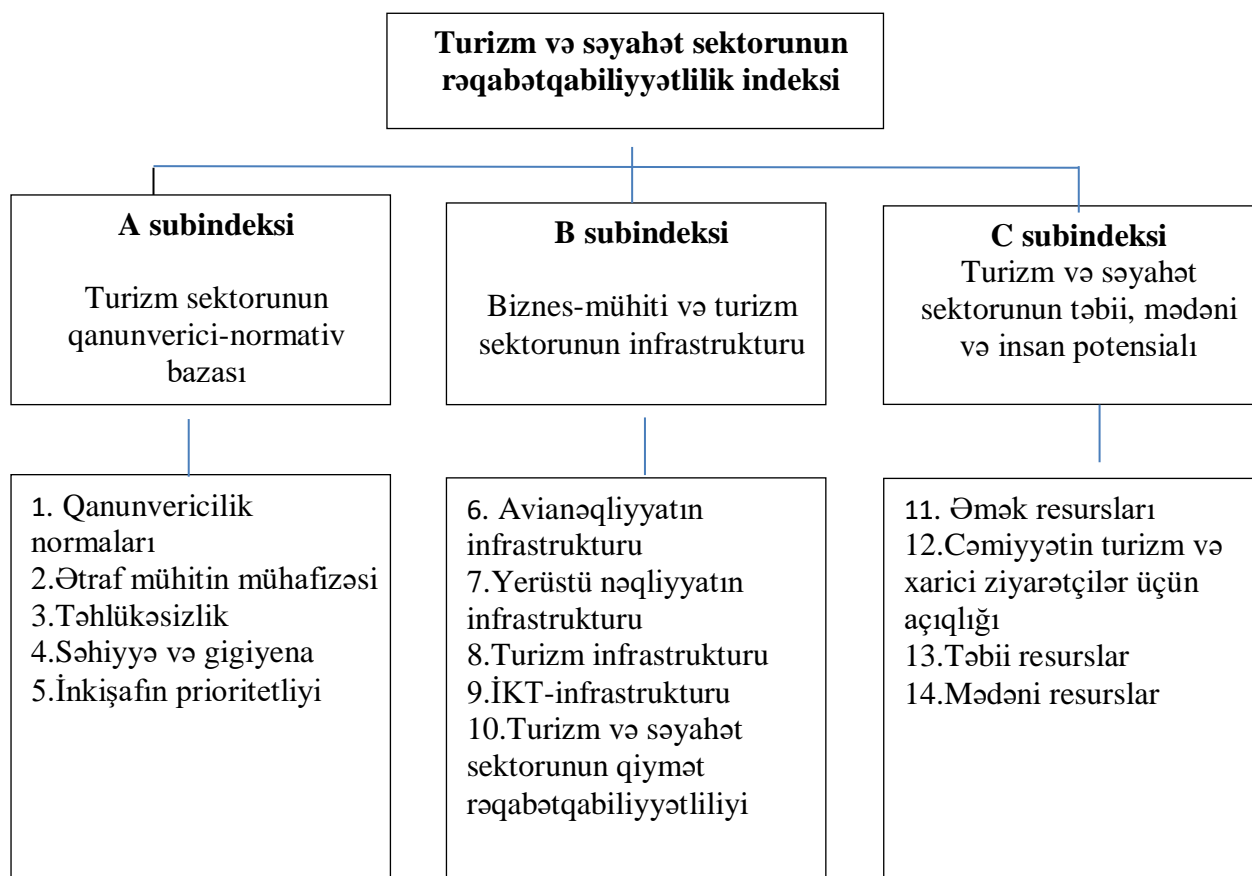 Turizm və səyahət sektorunun
rəqabətqabiliyyətlilik indeksi
A subindeksi
Turizm sektorunun
qanunverici-normativ
bazası
B subindeksi
Biznes-mühiti və turizm
sektorunun infrastrukturu
C subindeksi
Turizm və səyahət
sektorunun təbii, mədəni
və insan potensialı
1. Qanunvericilik
normaları
2.Ətraf mühitin mühafizəsi
3.Təhlükəsizlik
4.Səhiyyə və gigiyena
5.İnkişafın prioritetliyi
6. Avianəqliyyatın
infrastrukturu
7.Yerüstü nəqliyyatın
infrastrukturu
8.Turizm infrastrukturu
9.İKT-infrastrukturu
10.Turizm və səyahət
sektorunun qiymət
rəqabətqabiliyyətliliyi
11. Əmək resursları
12.Cəmiyyətin turizm və
xarici ziyarətçilər üçün
açıqlığı
13.Təbii resurslar
14.Mədəni resurslar